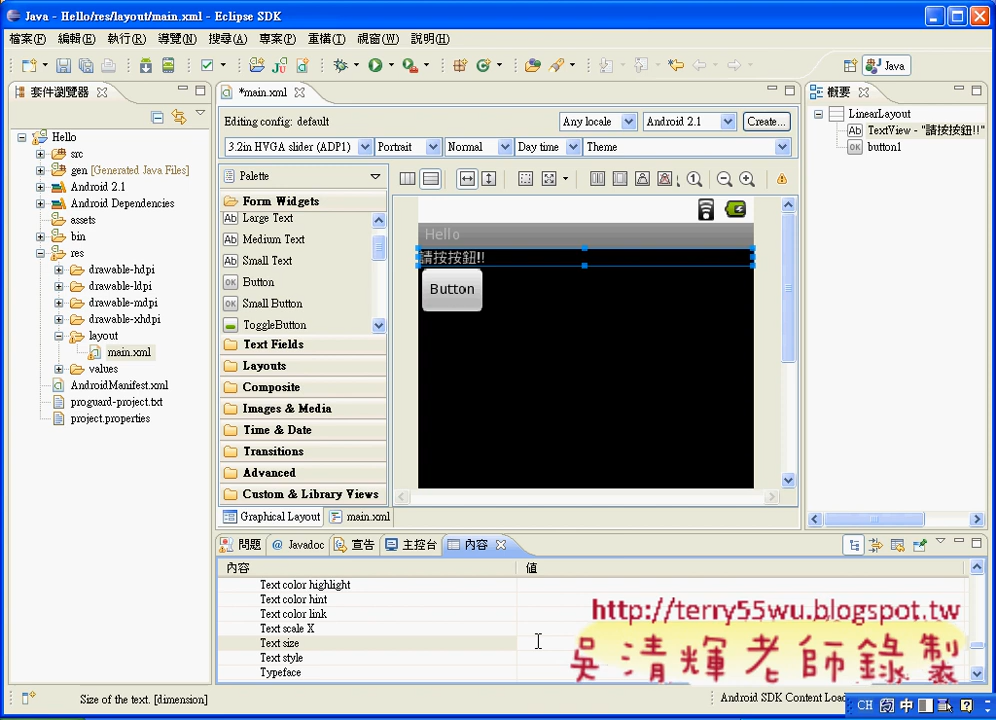 Java - Hello/res/layout/main.xml - Eclipse SDK
檔案(F) 編輯(E) 執行(R) 導覽(N) 搜尋(A) 專案(P) 重構(T) 視窗(W) 說明(H)
Java
套件瀏覽器
Hello
src
gen [Generated Java Files]
Android 2.1
Android Dependencies
assets
bin
res
drawable-hdpi
drawable-ldpi
drawable-mdpi
drawable-xhdpi
layout
main.xml
values
AndroidManifest.xml
proguard-project.txt
project.properties
*main.xml
Editing config: default
Any locale
Android 2.1
Create...
3.2in HVGA slider (ADP1)
Portrait
Normal
Day time
Theme
Palette
Form Widgets
Ab Large Text
Ab Medium Text
Ab Small Text
OK Button
OK Small Button
ToggleButton
Text Fields
Layouts
Composite
Images & Media
Time & Date
Transitions
Advanced
Custom & Library Views
Hello
請按按鈕!!
Button
Graphical Layout
main.xml
概要
LinearLayout
Ab TextView - "請按按鈕!!"
OK button1
問題
@ Javadoc
宣告
主控台
內容
內容 值
Text color highlight
Text color hint
Text color link
Text scale X
Text size
Text style
Typeface
http://terry55wu.blogspot.tw
吳清輝老師錄製
Size of the text. [dimension]
Android SDK Content Load
CH 中